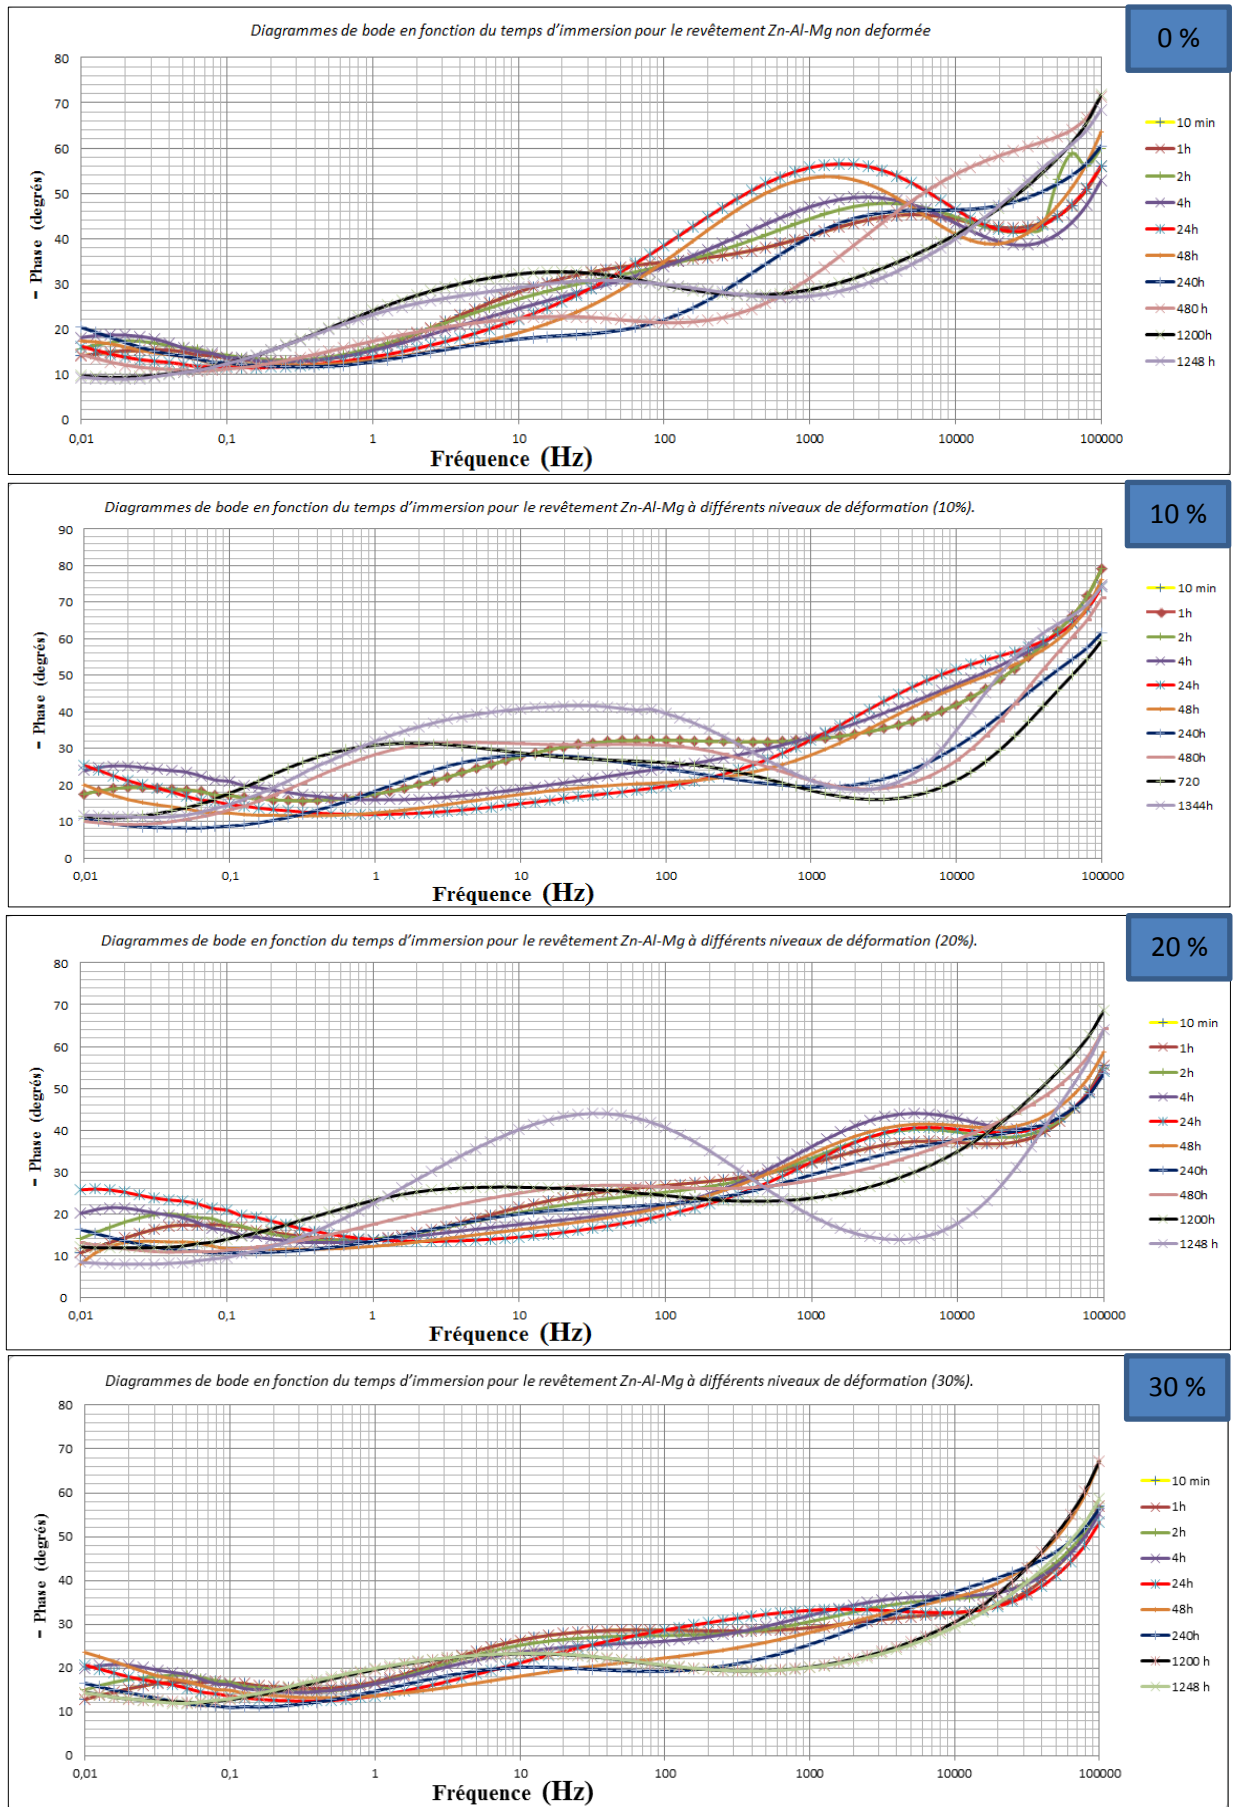 Diagrammes de bode en fonction du temps d'immersion pour le revêtement Zn-Al-Mg non deformée
0 %
80
70
60
50
40
30
20
10
0
- Phase (degrés)
0,01 0,1 1 10 100 1000 10000 100000
Fréquence (Hz)
10 min
1h
2h
4h
24h
48h
240h
480 h
1200h
1248 h
Diagrammes de bode en fonction du temps d'immersion pour le revêtement Zn-Al-Mg à différents niveaux de déformation (10%).
10 %
90
80
70
60
50
40
30
20
10
0
- Phase (degrés)
0,01 0,1 1 10 100 1000 10000 100000
Fréquence (Hz)
10 min
1h
2h
4h
24h
48h
240h
480h
720
1344h
Diagrammes de bode en fonction du temps d'immersion pour le revêtement Zn-Al-Mg à différents niveaux de déformation (20%).
20 %
80
70
60
50
40
30
20
10
0
- Phase (degrés)
0,01 0,1 1 10 100 1000 10000 100000
Fréquence (Hz)
10 min
1h
2h
4h
24h
48h
240h
480h
1200h
1248 h
Diagrammes de bode en fonction du temps d'immersion pour le revêtement Zn-Al-Mg à différents niveaux de déformation (30%).
30 %
80
70
60
50
40
30
20
10
0
- Phase (degrés)
0,01 0,1 1 10 100 1000 10000 100000
Fréquence (Hz)
10 min
1h
2h
4h
24h
48h
240h
1200 h
1248 h